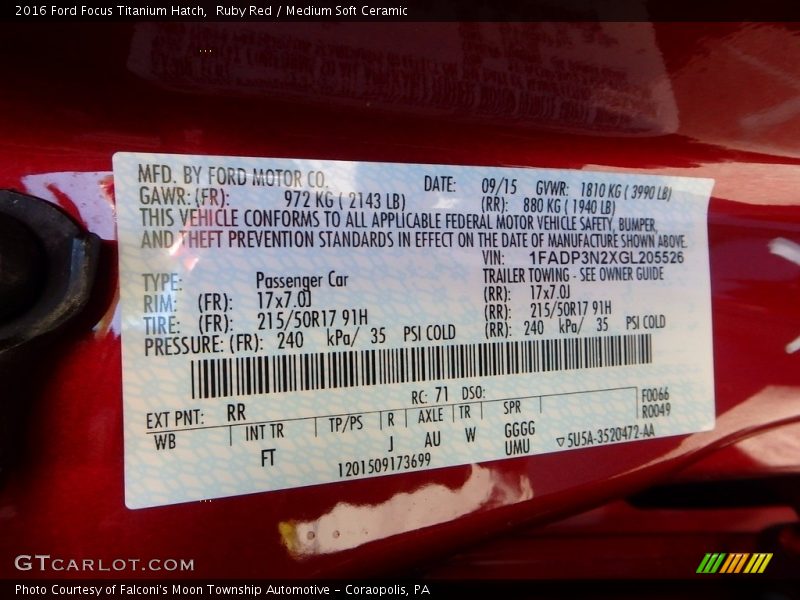 2016 Ford Focus Titanium Hatch,  Ruby Red / Medium Soft Ceramic
MFD. BY FORD MOTOR CO. DATE: 09/15 GVWR: 1810 KG ( 3990 LB)
GAWR: (FR): 972 KG ( 2143 LB) (RR): 880 KG ( 1940 LB)
THIS VEHICLE CONFORMS TO ALL APPLICABLE FEDERAL MOTOR VEHICLE SAFETY, BUMPER,
AND THEFT PREVENTION STANDARDS IN EFFECT ON THE DATE OF MANUFACTURE SHOWN ABOVE.
VIN: 1FADP3N2XGL205526
TYPE: Passenger Car TRAILER TOWING - SEE OWNER GUIDE
RIM: (FR): 17x7.0J (RR): 17x7.0J
TIRE: (FR): 215/50R17 91H (RR): 215/50R17 91H
PRESSURE: (FR): 240 kPa/ 35 PSI COLD (RR): 240 kPa/ 35 PSI COLD
EXT PNT: RR RC: 71 DSO: F0066
R0049
WB INT TR TP/PS R AXLE TR SPR
FT J AU W GGGG
UMU
1201509173699 ▽5U5A-3520472-AA
GTCARLOT.COM
Photo Courtesy of Falconi's Moon Township Automotive - Coraopolis, PA